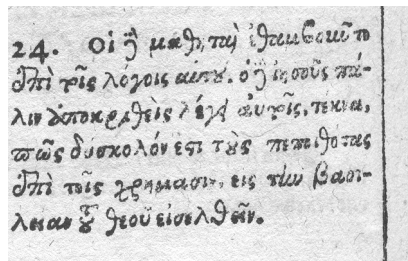 24. Οἱ δὲ μαθηταὶ ἐθαμβοῦντο
ἐπὶ τοῖς λόγοις αὐτοῦ. ὁ δὲ ἰησοῦς πά-
λιν ἀποκριθεὶς λέγει αὐτοῖς, τέκνα,
πῶς δύσκολόν ἐστι τοὺς πεποιθότας
ἐπὶ τοῖς χρήμασιν, εἰς τὴν βασι-
λείαν τοῦ θεοῦ εἰσελθεῖν.